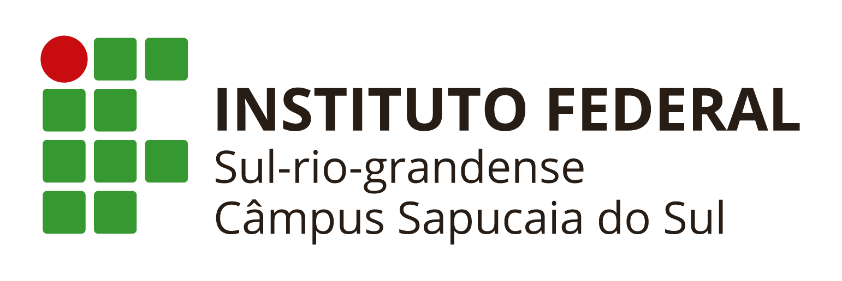 INSTITUTO FEDERAL
Sul-rio-grandense
Câmpus Sapucaia do Sul